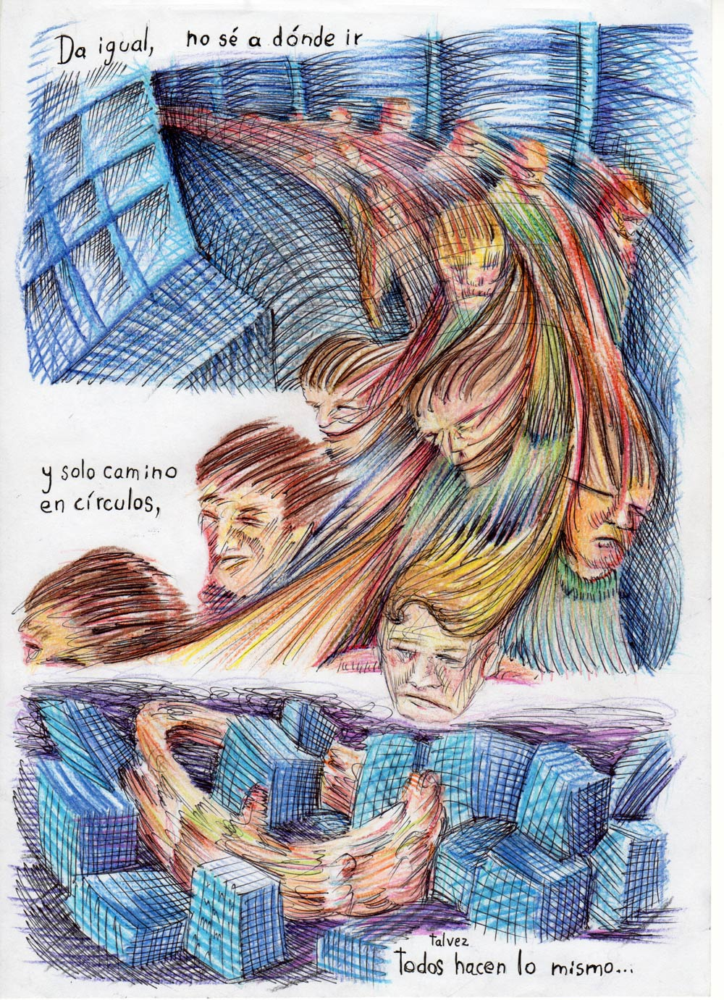 Da igual, no sé a dónde ir
y solo camino
en círculos,
talvez
todos hacen lo mismo...